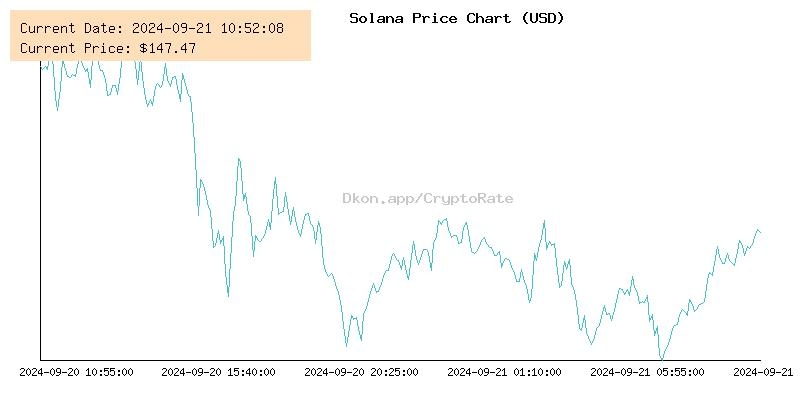 Solana Price Chart (USD)
Current Date: 2024-09-21 10:52:08
Current Price: $147.47
Dkon.app/CryptoRate
2024-09-20 10:55:00
2024-09-20 15:40:00
2024-09-20 20:25:00
2024-09-21 01:10:00
2024-09-21 05:55:00
2024-09-21